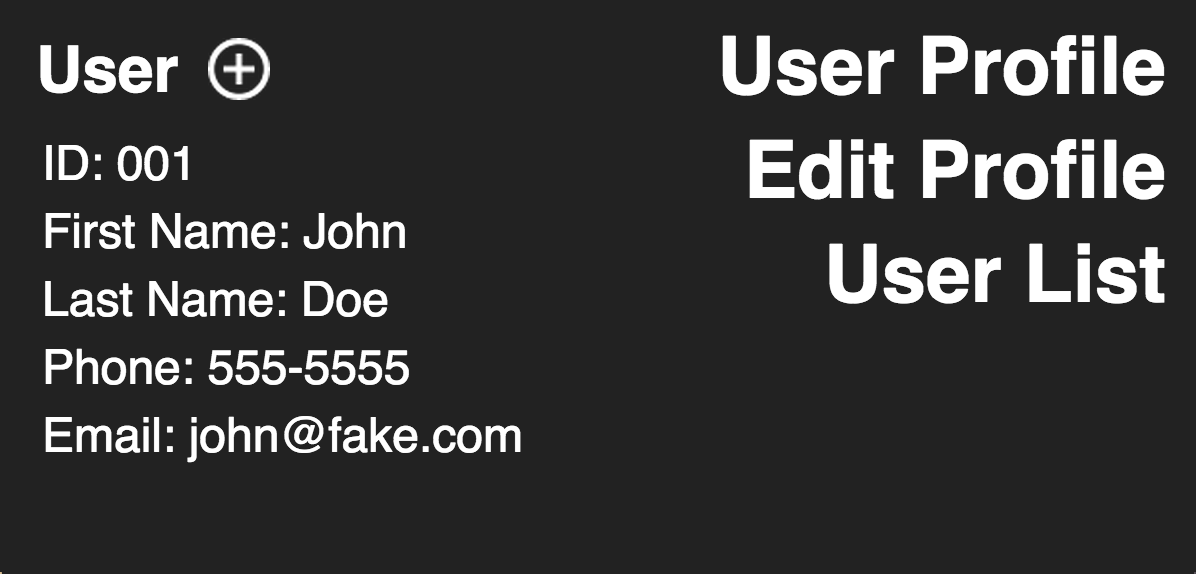 User
ID: 001
First Name: John
Last Name: Doe
Phone: 555-5555
Email: john@fake.com
User Profile
Edit Profile
User List